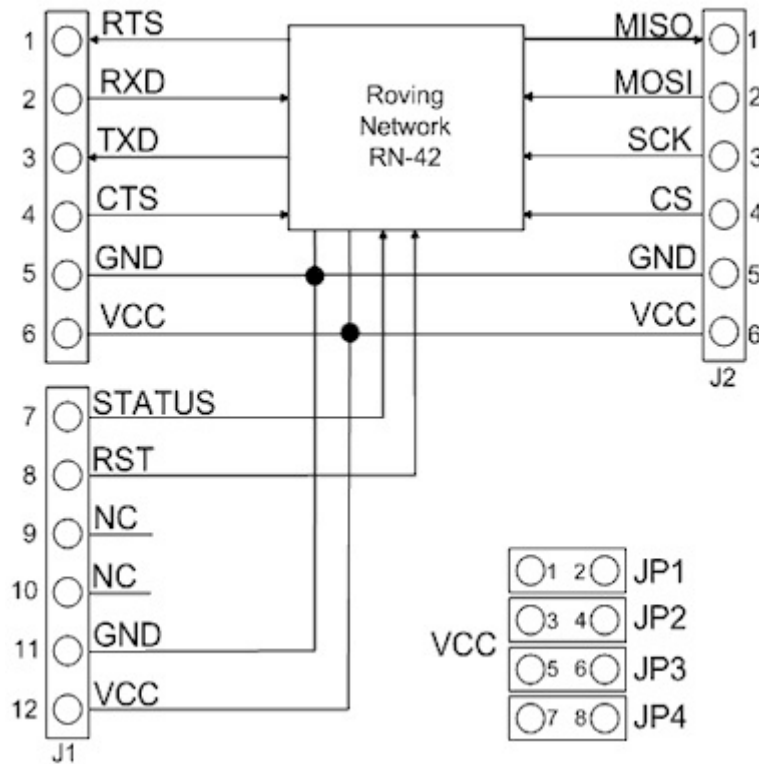 1 RTS
2 RXD
3 TXD
4 CTS
5 GND
6 VCC
Roving
Network
RN-42
MISO 1
MOSI 2
SCK 3
CS 4
GND 5
VCC 6
J2
7 STATUS
8 RST
9 NC
10 NC
11 GND
12 VCC
J1
VCC
1 2 JP1
3 4 JP2
5 6 JP3
7 8 JP4